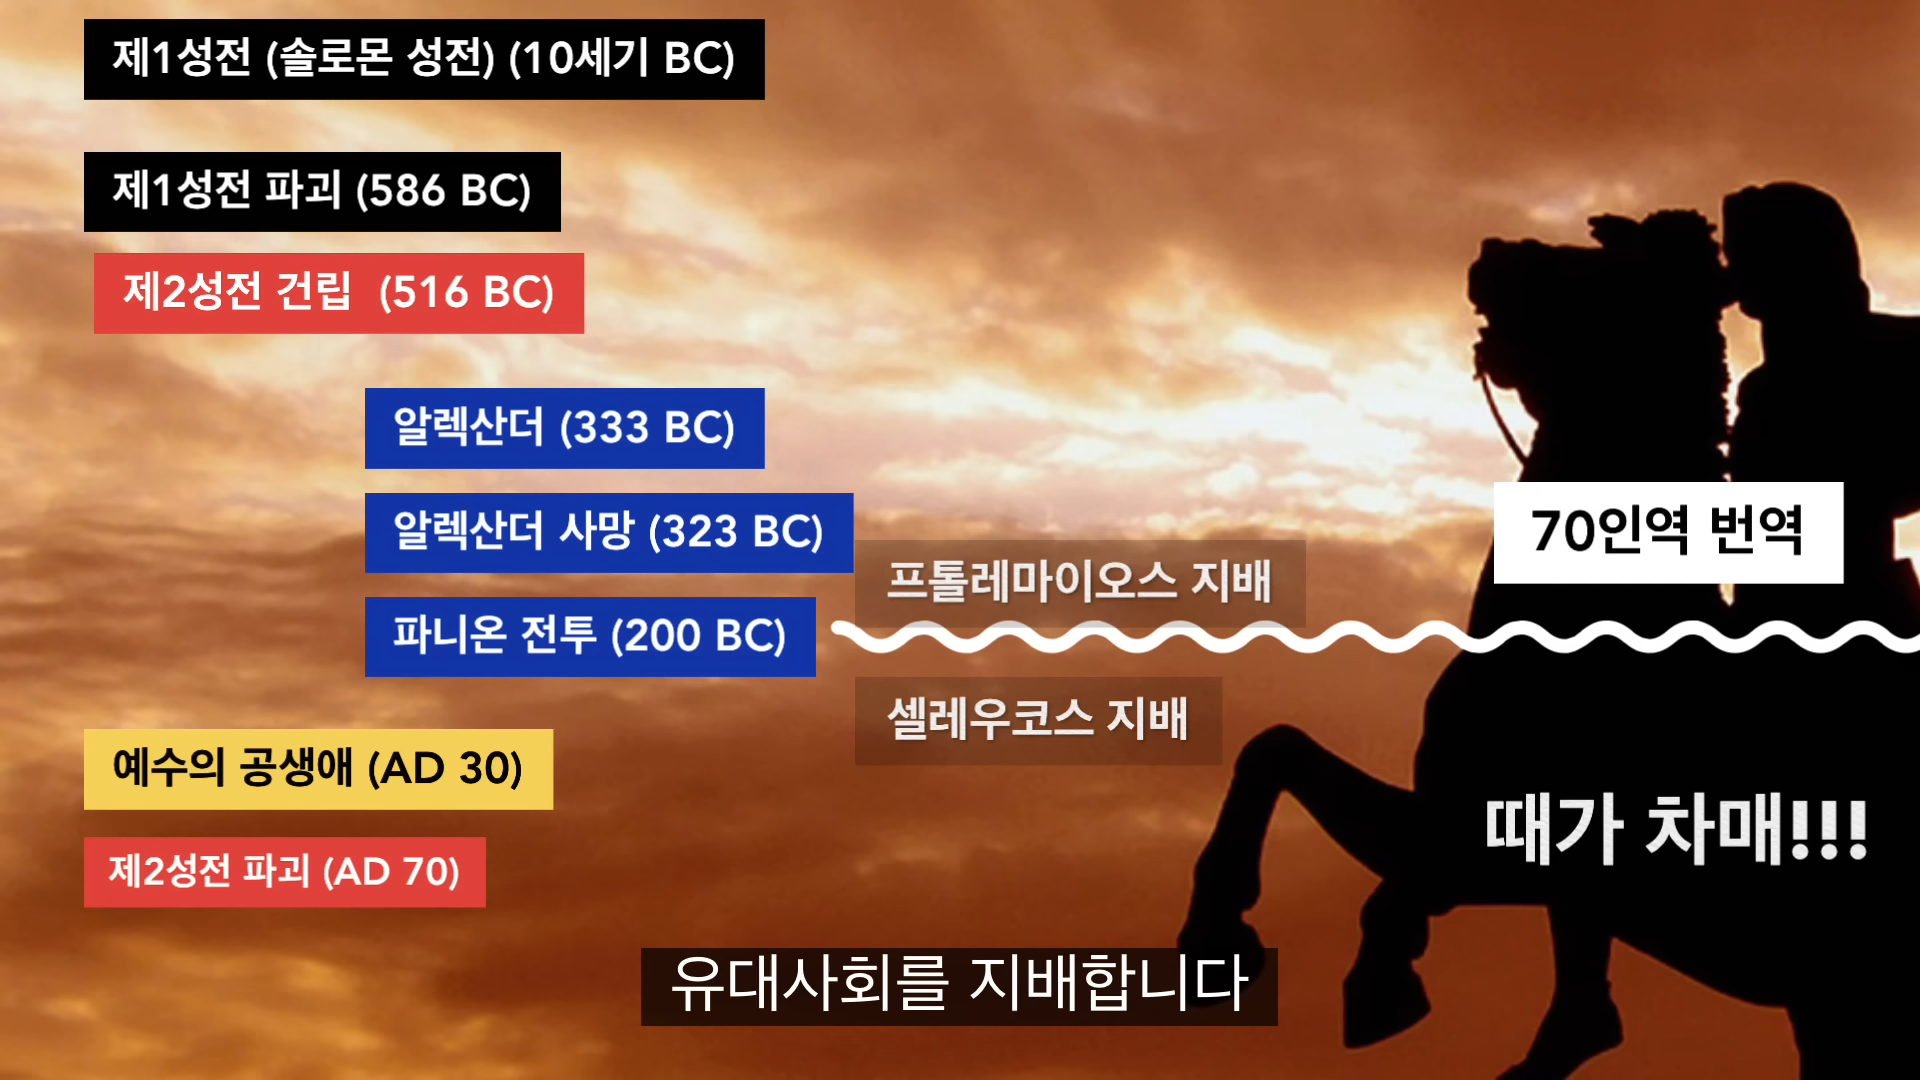 제1성전 (솔로몬 성전) (10세기 BC)
제1성전 파괴 (586 BC)
제2성전 건립 (516 BC)
알렉산더 (333 BC)
알렉산더 사망 (323 BC)
프톨레마이오스 지배
70인역 번역
파니온 전투 (200 BC)
셀레우코스 지배
예수의 공생애 (AD 30)
때가 차매!!!
제2성전 파괴 (AD 70)
유대사회를 지배합니다